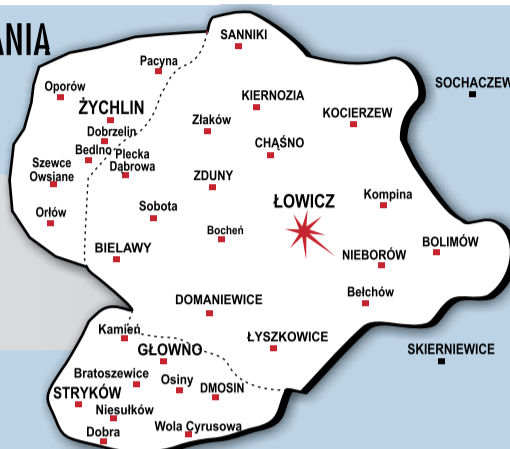 ANIA
SANNIKI
Pacyna
SOCHACZEW
Oporów
KIERNOZIA
ŻYCHLIN
KOCIERZEW
Złaków
Dobrzelin
CHĄŚNO
Bedlno
Plecka
Dąbrowa
Szewce
Owsiane
ZDUNY
Kompina
ŁOWICZ
Sobota
Orłów
Bocheń
BOLIMÓW
BIELAWY
NIEBORÓW
Bełchów
DOMANIEWICE
Kamień
ŁYSZKOWICE
GŁOWNO
SKIERNIEWICE
Bratoszewice
Osiny
STRYKÓW
DMOSIN
Niesułków
Dobra
Wola Cyrusowa